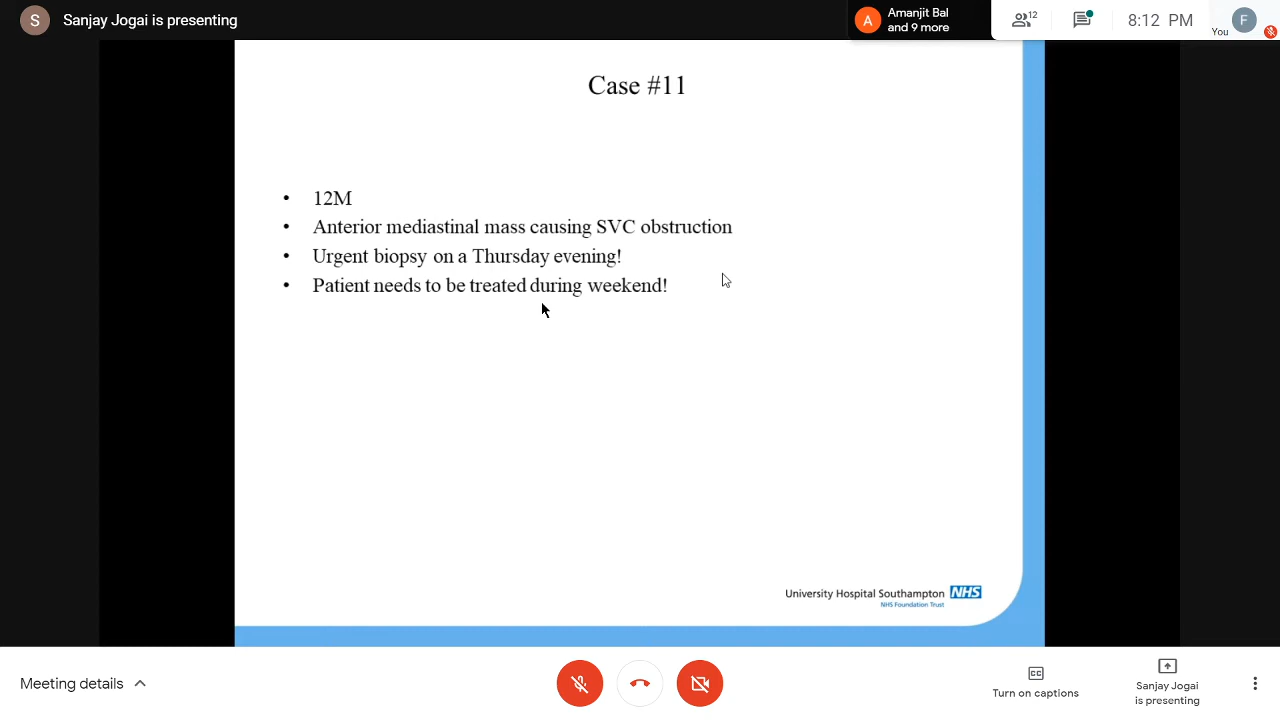 S
Sanjay Jogai is presenting
A
Amanjit Bal
and 9 more
12
8:12 PM
You
F
Case #11
• 12M
• Anterior mediastinal mass causing SVC obstruction
• Urgent biopsy on a Thursday evening!
• Patient needs to be treated during weekend!
University Hospital Southampton NHS
NHS Foundation Trust
Meeting details
CC
Turn on captions
Sanjay Jogai
is presenting